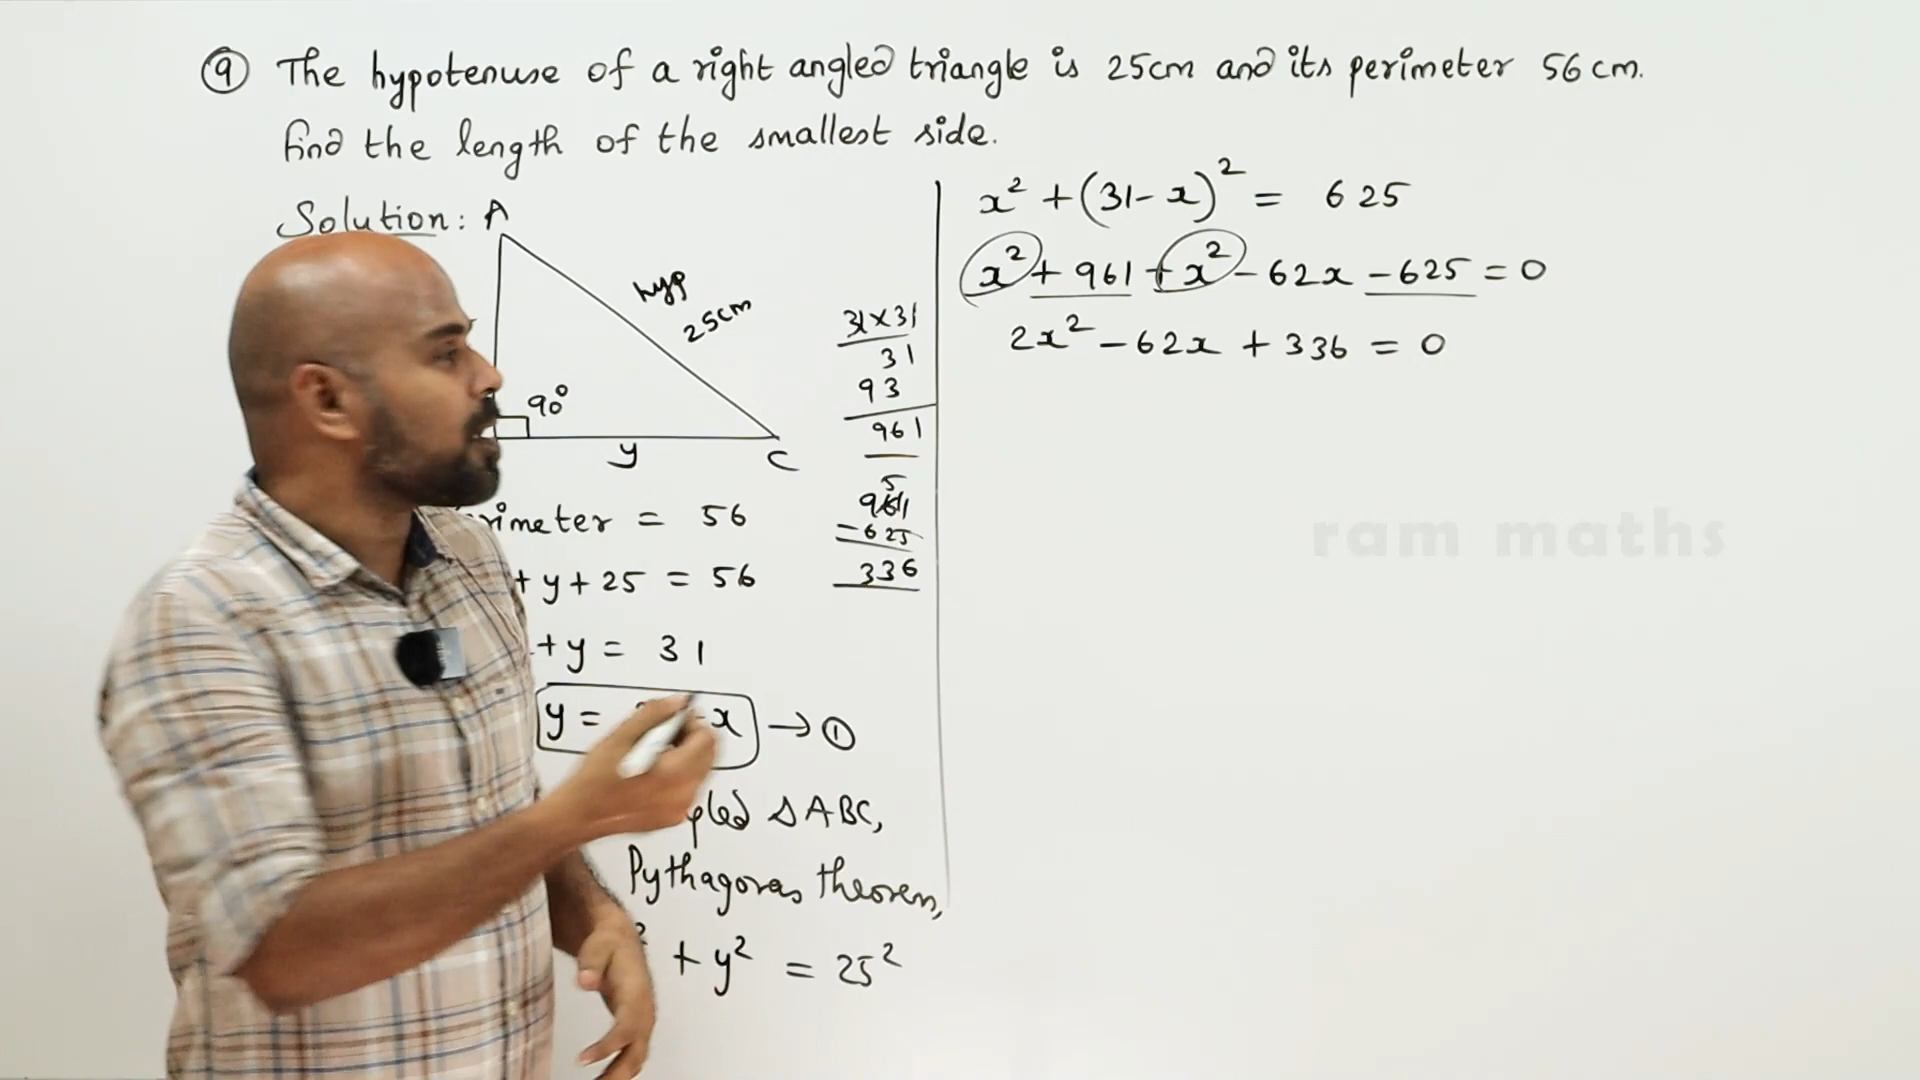 9 The hypotenuse of a right angled triangle is 25cm and its perimeter 56 cm.
find the length of the smallest side.
Solution: A
hyp
25cm
90°
y
C
rimeter = 56
+ y + 25 = 56
+ y = 31
y = - x → 1
gled ΔABC,
Pythagoras theorem,
² + y² = 25²
31×31
31
93
961
5
961
- 625
336
x² + (31 - x)² = 625
x² + 961 + x² - 62x - 625 = 0
2x² - 62x + 336 = 0
ram maths